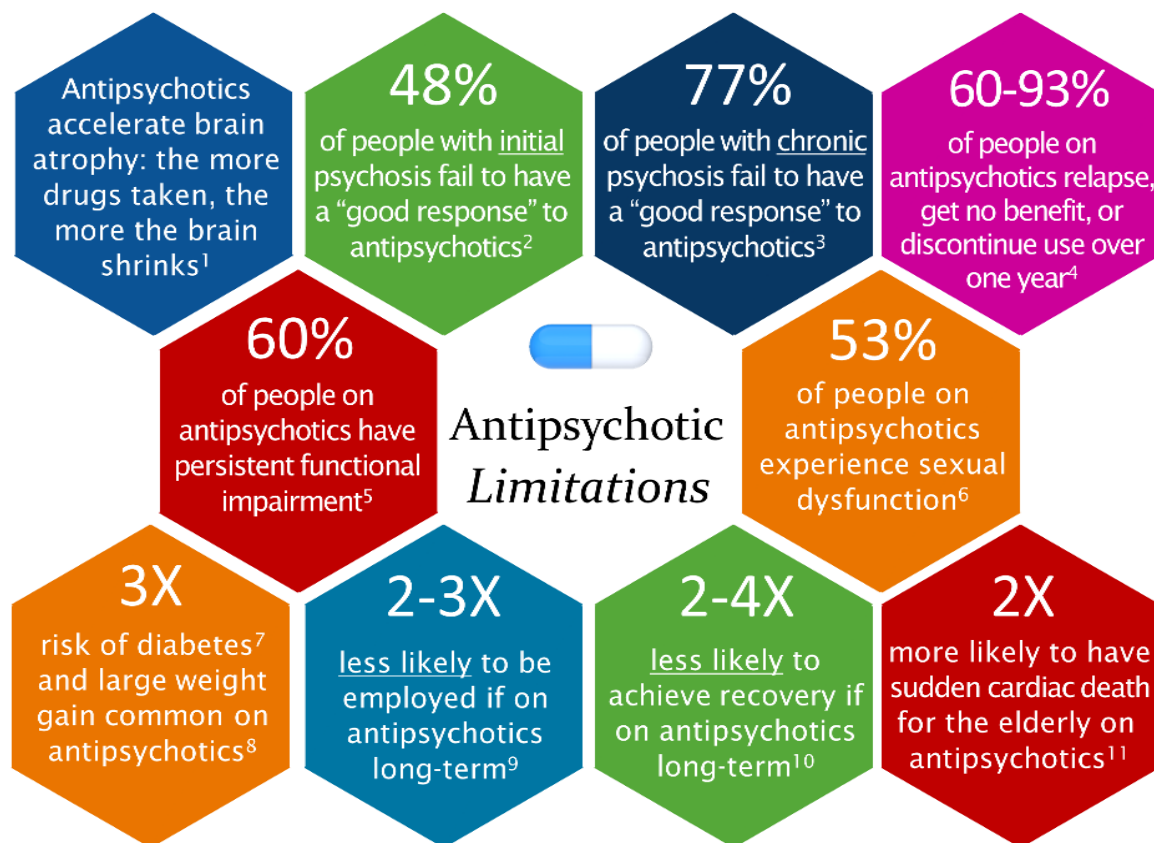 Antipsychotics
accelerate brain
atrophy: the more
drugs taken, the
more the brain
shrinks¹
48%
of people with initial
psychosis fail to have
a “good response” to
antipsychotics²
77%
of people with chronic
psychosis fail to have
a “good response” to
antipsychotics³
60-93%
of people on
antipsychotics relapse,
get no benefit, or
discontinue use over
one year⁴
60%
of people on
antipsychotics have
persistent functional
impairment⁵
Antipsychotic
Limitations
53%
of people on
antipsychotics
experience sexual
dysfunction⁶
3X
risk of diabetes⁷
and large weight
gain common on
antipsychotics⁸
2-3X
less likely to be
employed if on
antipsychotics
long-term⁹
2-4X
less likely to
achieve recovery if
on antipsychotics
long-term¹⁰
2X
more likely to have
sudden cardiac death
for the elderly on
antipsychotics¹¹